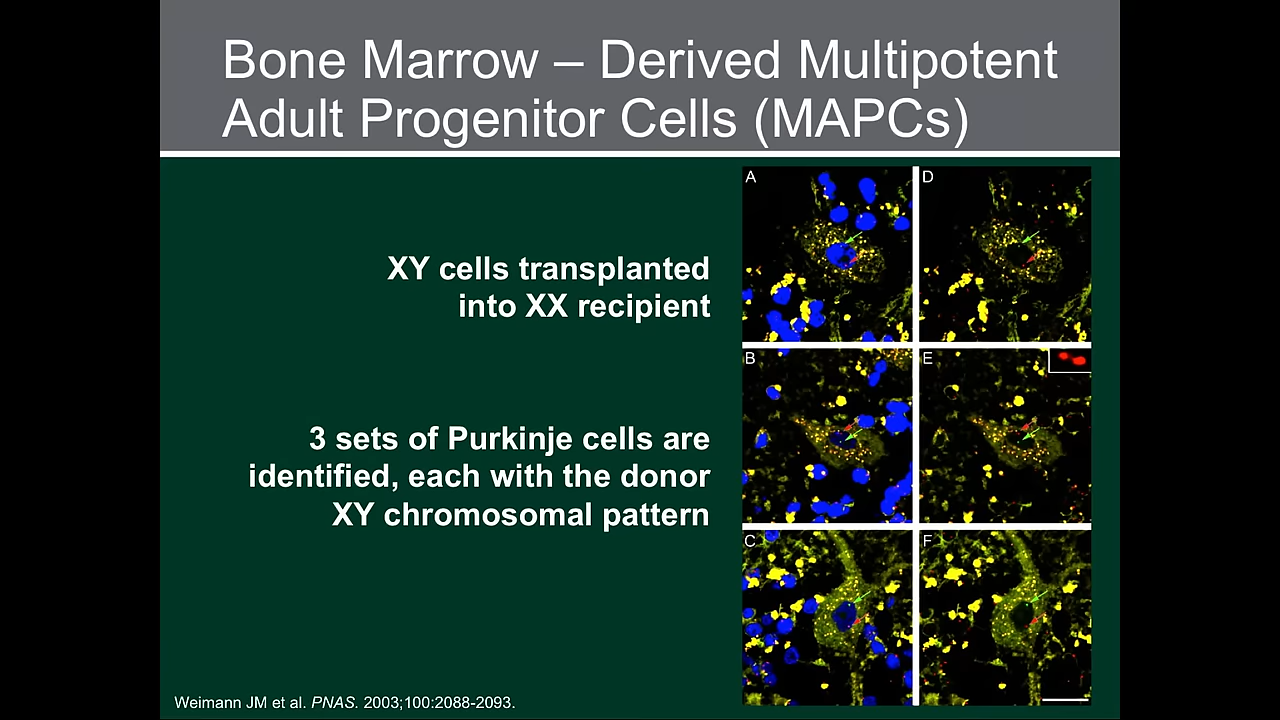 Bone Marrow – Derived Multipotent
Adult Progenitor Cells (MAPCs)
XY cells transplanted
into XX recipient
3 sets of Purkinje cells are
identified, each with the donor
XY chromosomal pattern
A
D
B
E
C
F
Weimann JM et al. PNAS. 2003;100:2088-2093.